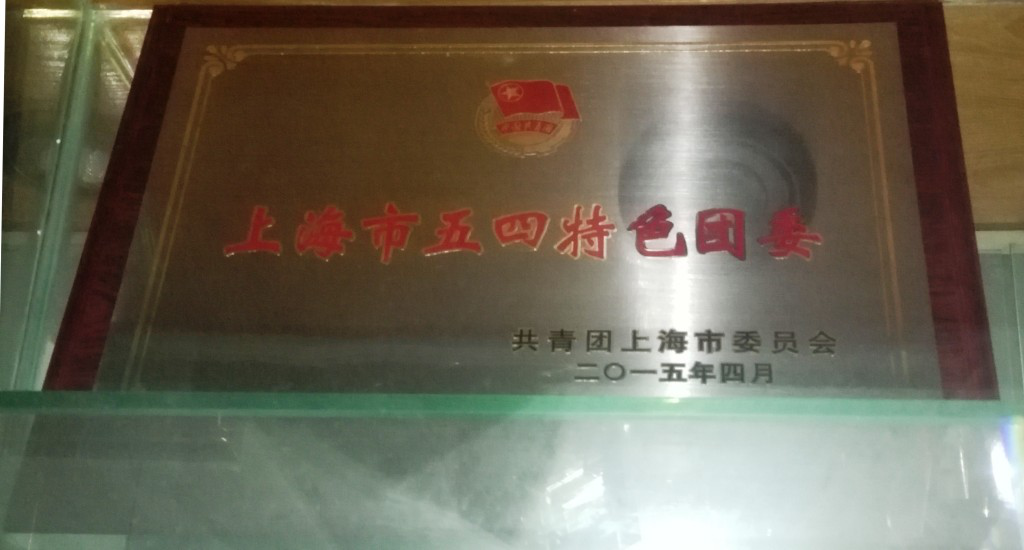 上海市五四特色团委
共青团上海市委员会
二〇一五年四月